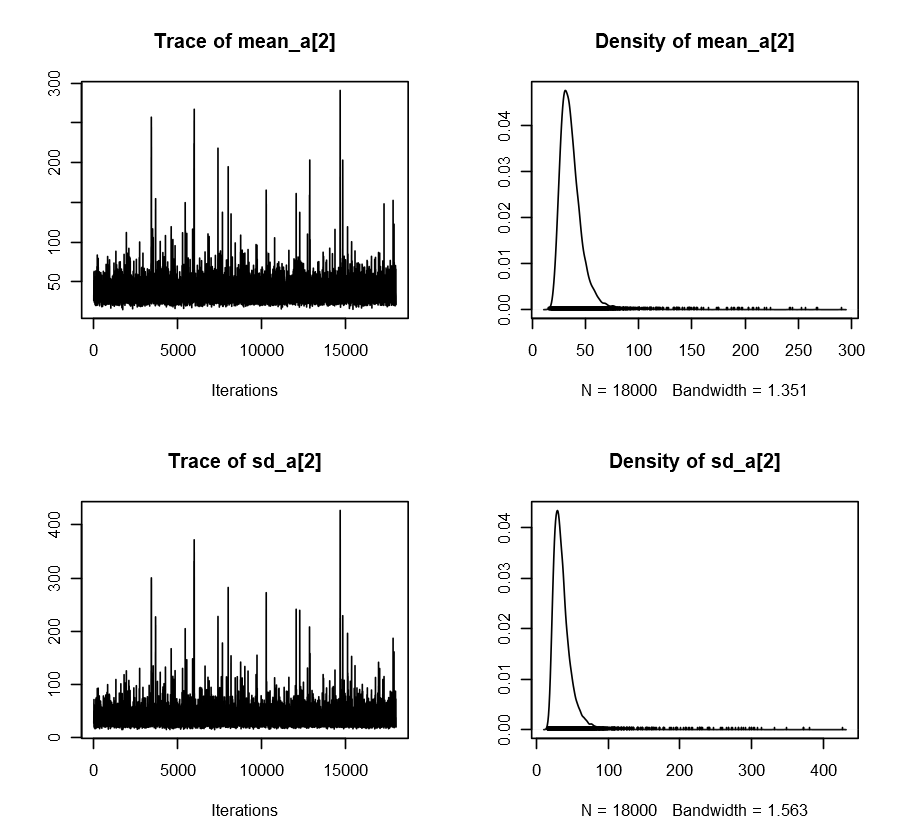 Trace of mean_a[2]
Density of mean_a[2]
300
200
100
50
0 5000 10000 15000
Iterations
0.04
0.03
0.02
0.01
0.00
0 50 100 150 200 250 300
N = 18000 Bandwidth = 1.351
Trace of sd_a[2]
Density of sd_a[2]
400
300
200
100
0
0 5000 10000 15000
Iterations
0.04
0.03
0.02
0.01
0.00
0 100 200 300 400
N = 18000 Bandwidth = 1.563